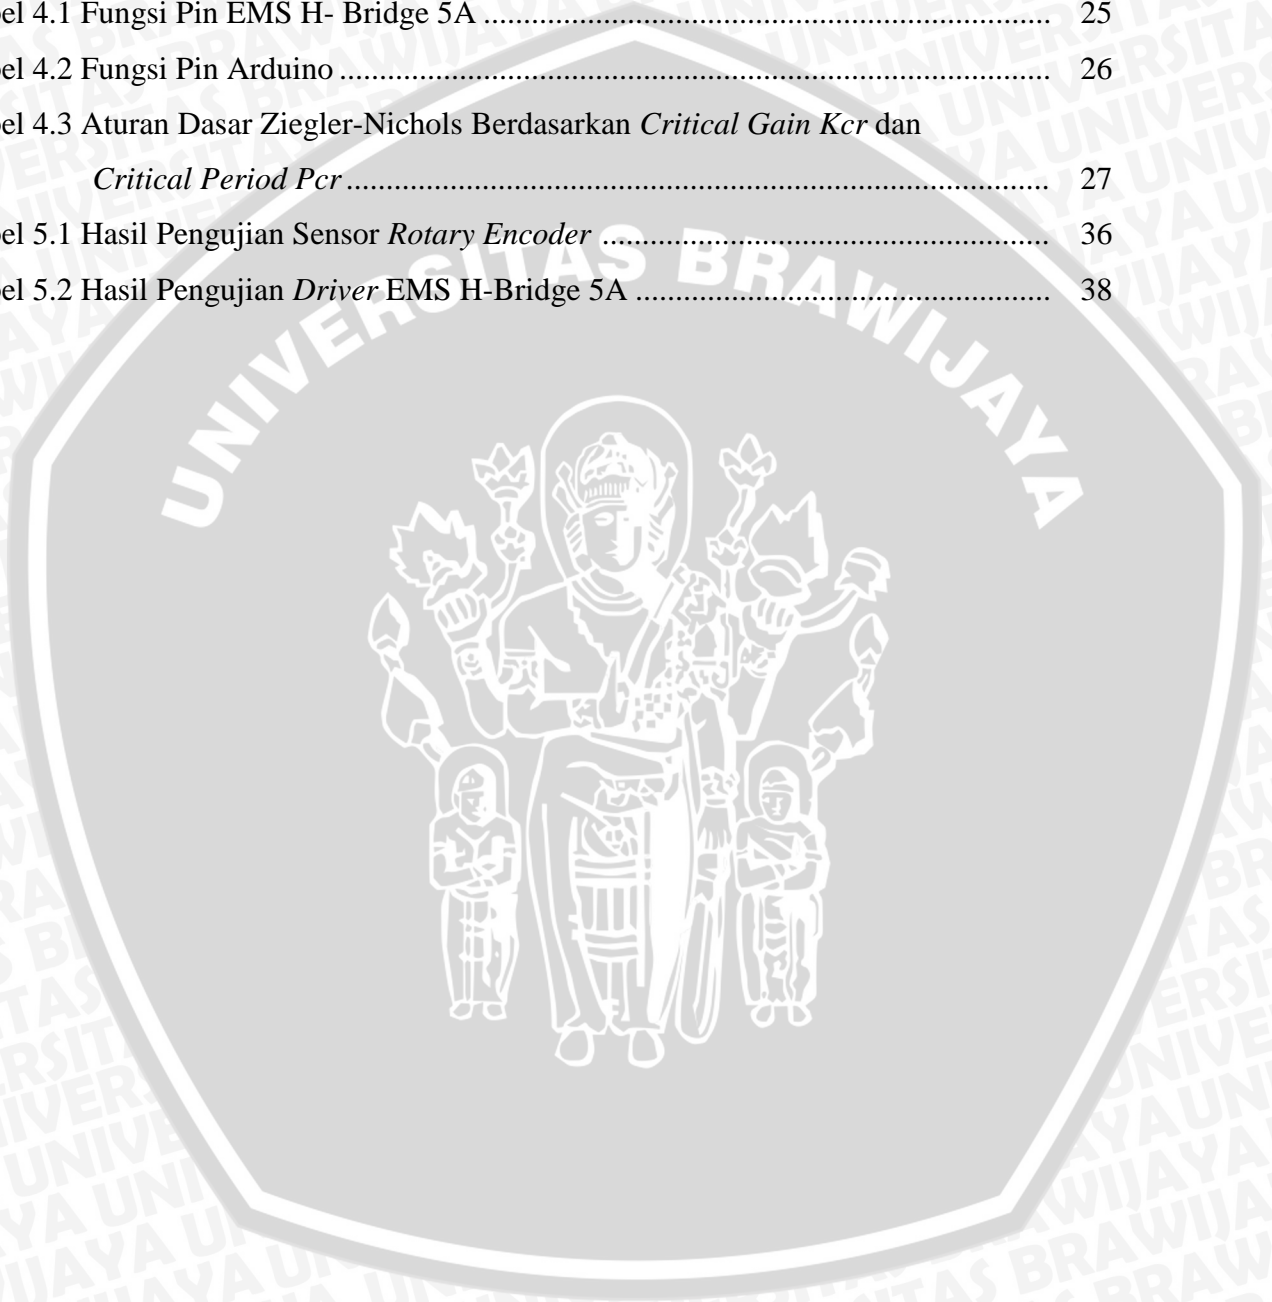 el 4.1 Fungsi Pin EMS H- Bridge 5A ........................................................................ 25
el 4.2 Fungsi Pin Arduino .......................................................................................... 26
el 4.3 Aturan Dasar Ziegler-Nichols Berdasarkan Critical Gain Kcr dan
Critical Period Pcr ......................................................................................... 27
el 5.1 Hasil Pengujian Sensor Rotary Encoder ......................................................... 36
el 5.2 Hasil Pengujian Driver EMS H-Bridge 5A ..................................................... 38
UNIVERSITAS BRAWIJAYA